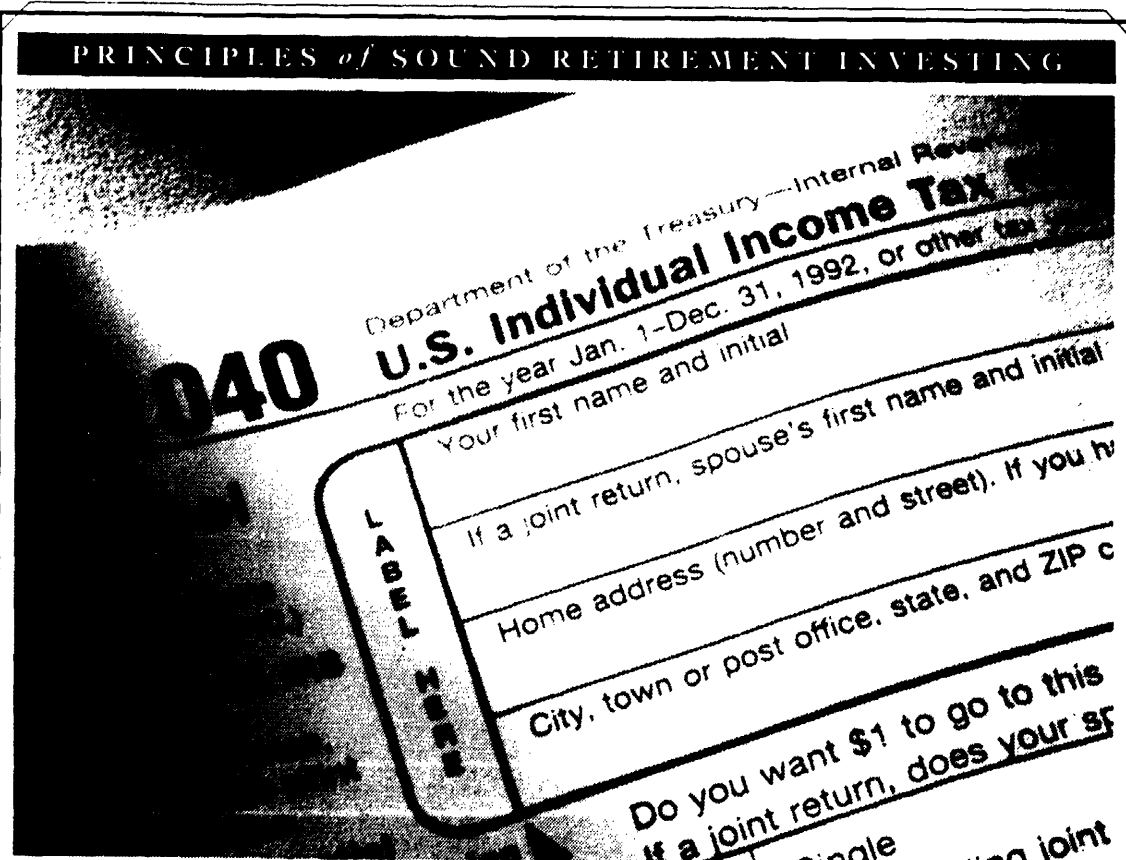 PRINCIPLES of SOUND RETIREMENT INVESTING
Department of the Treasury—Internal
040
U.S. Individual Income Tax
For the year Jan. 1–Dec. 31, 1992, or other tax
Your first name and initial
If a joint return, spouse's first name and initial
Home address (number and street). If you
City, town or post office, state, and ZIP
LABEL HERE
Do you want $1 to go to this
If a joint return, does your
Single
joint